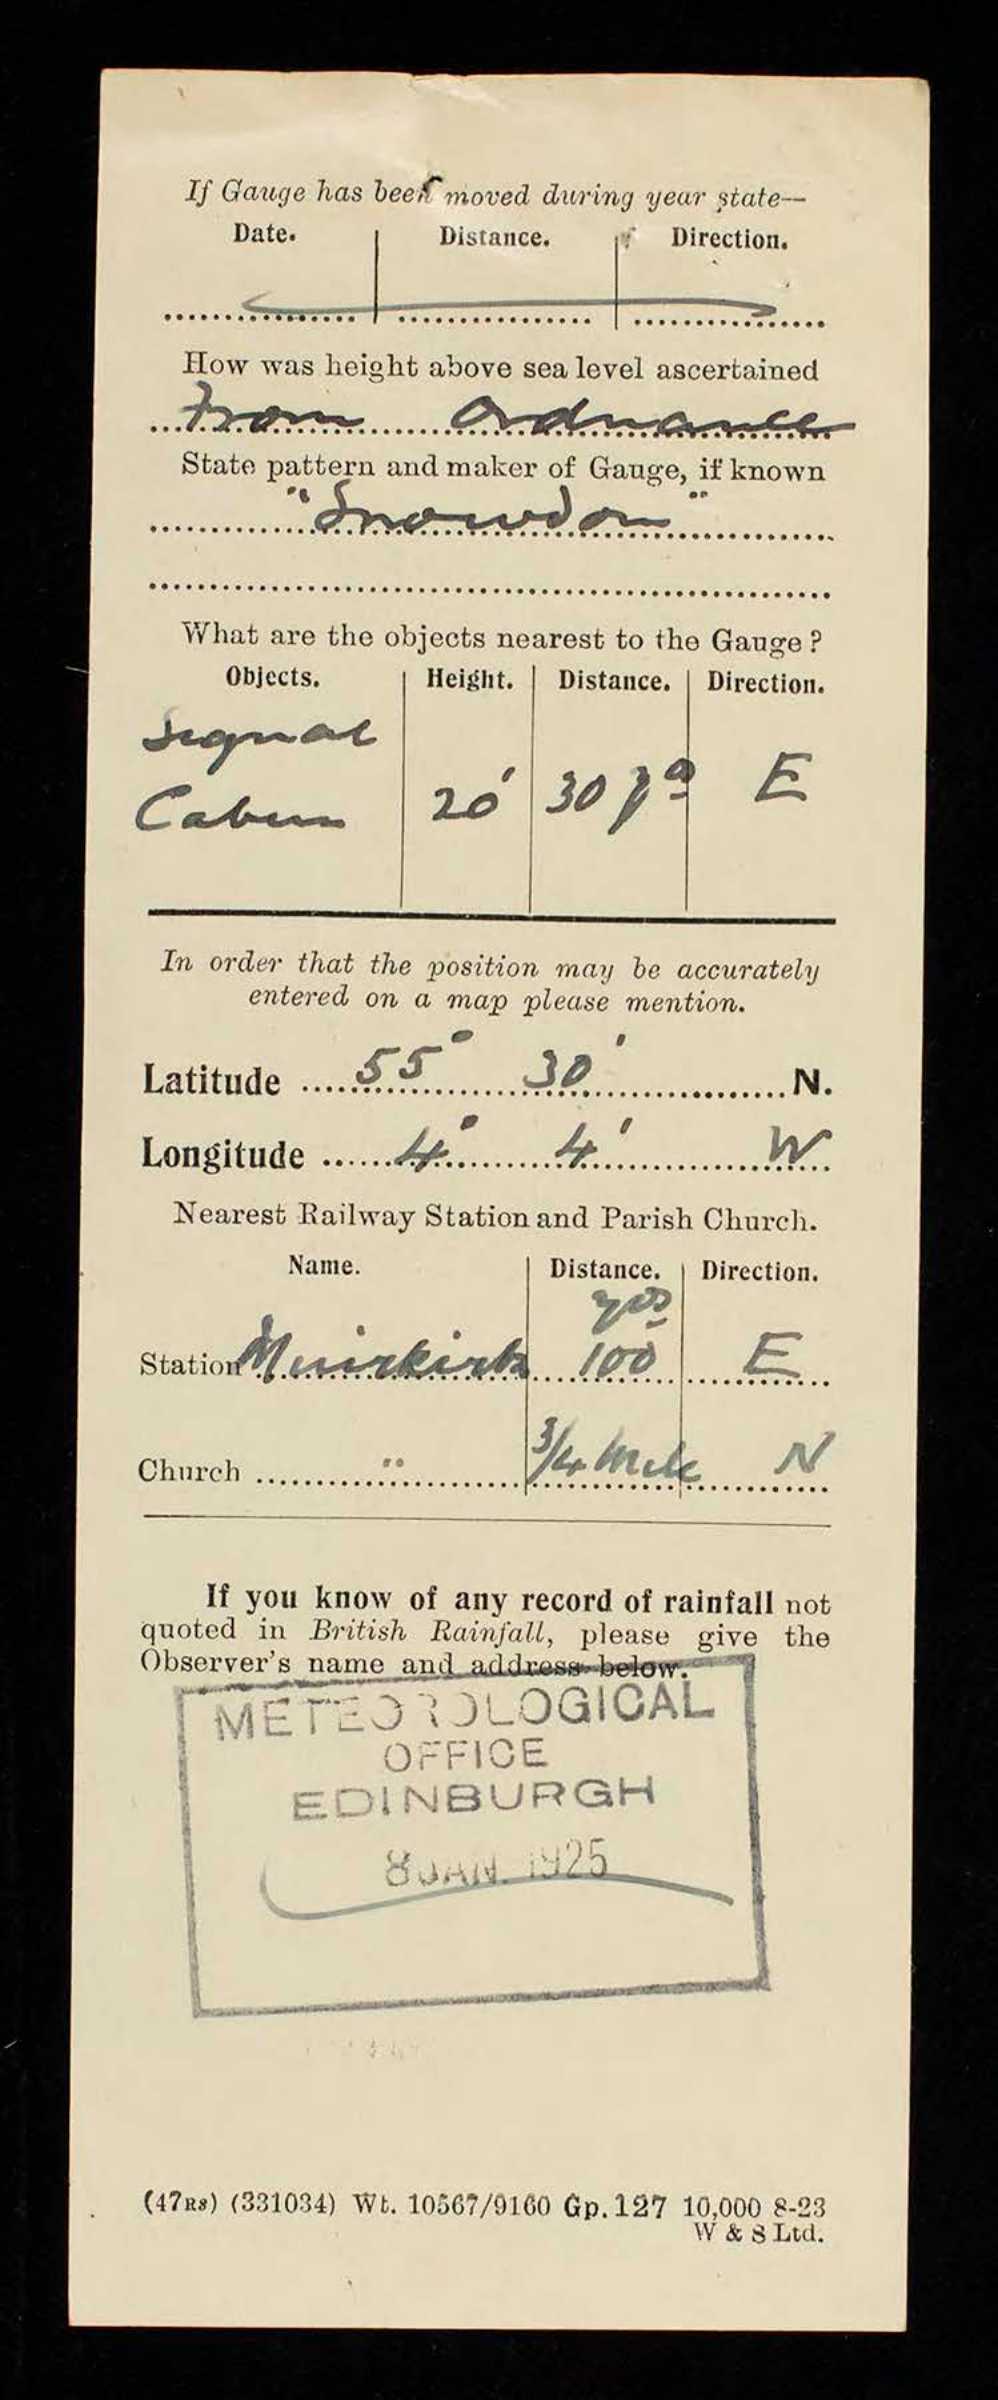 If Gauge has been moved during year state—
Date. Distance. Direction.
How was height above sea level ascertained
From Ordnance
State pattern and maker of Gauge, if known
"Snowdon"
What are the objects nearest to the Gauge?
Objects. Height. Distance. Direction.
Signal
Cabin 20' 30 yds E
In order that the position may be accurately
entered on a map please mention.
Latitude 55° 30' N.
Longitude 4° 4' W
Nearest Railway Station and Parish Church.
Name. Distance. Direction.
yds
Station Muirkirk 100 E
Church " 3/4 Mile N
If you know of any record of rainfall not
quoted in British Rainfall, please give the
Observer's name and address below.
METEOROLOGICAL
OFFICE
EDINBURGH
8 JAN. 1925
(47RS) (331034) Wt. 10567/9160 Gp. 127 10,000 8-23
W & S Ltd.